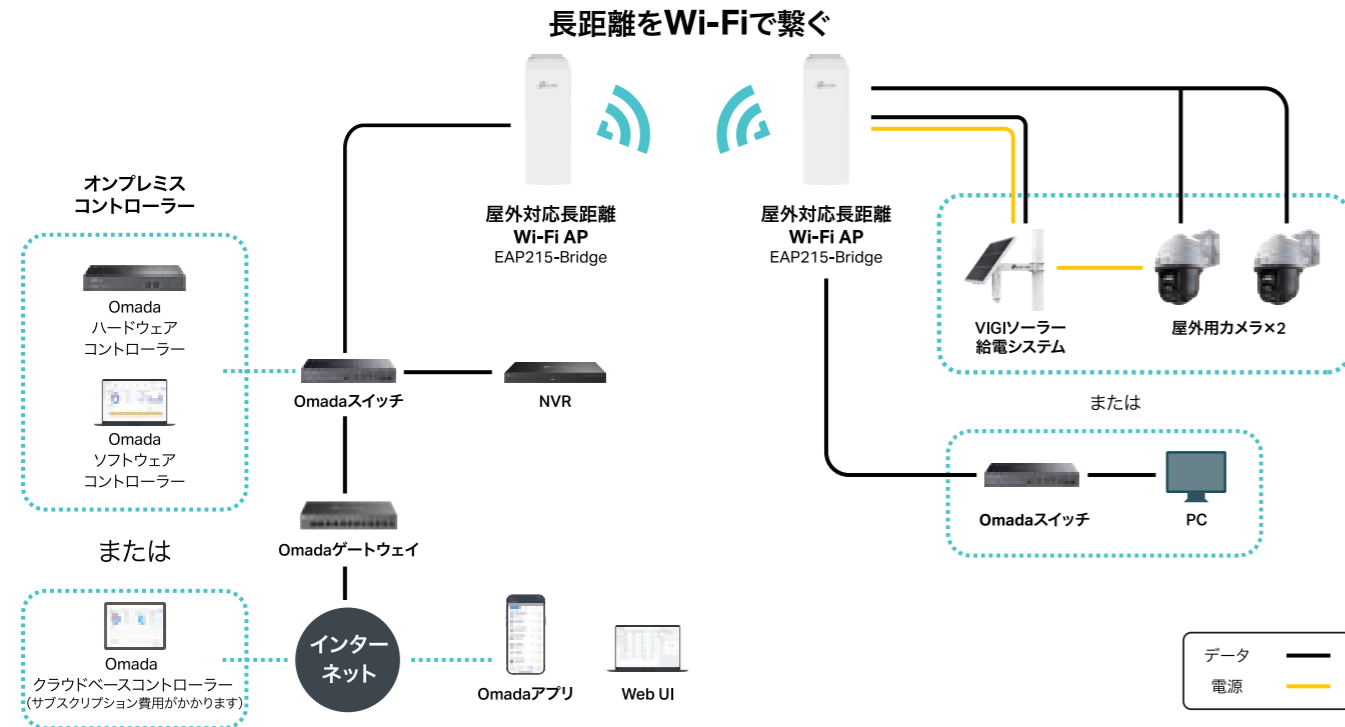 長距離をWi-Fiで繋ぐ
屋外対応長距離
Wi-Fi AP
EAP215-Bridge
屋外対応長距離
Wi-Fi AP
EAP215-Bridge
オンプレミス
コントローラー
Omada
ハードウェア
コントローラー
Omada
ソフトウェア
コントローラー
または
Omada
クラウドベースコントローラー
(サブスクリプション費用がかかります)
Omadaスイッチ
NVR
Omadaゲートウェイ
インター
ネット
Omadaアプリ
Web UI
VIGIソーラー
給電システム
屋外用カメラ×2
または
Omadaスイッチ
PC
データ
電源